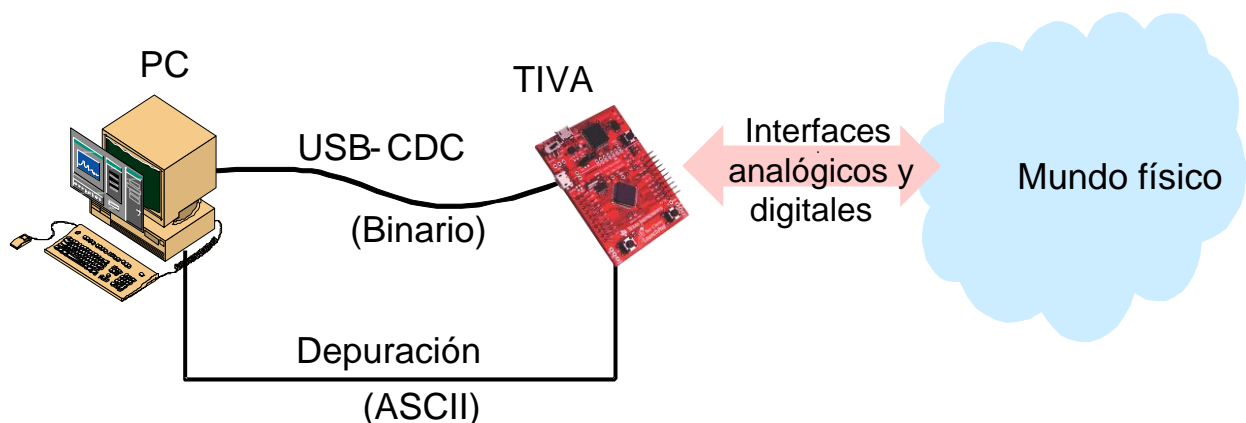 PC
TIVA
USB-CDC
(Binario)
Interfaces
analógicos y
digitales
Mundo físico
Depuración
(ASCII)